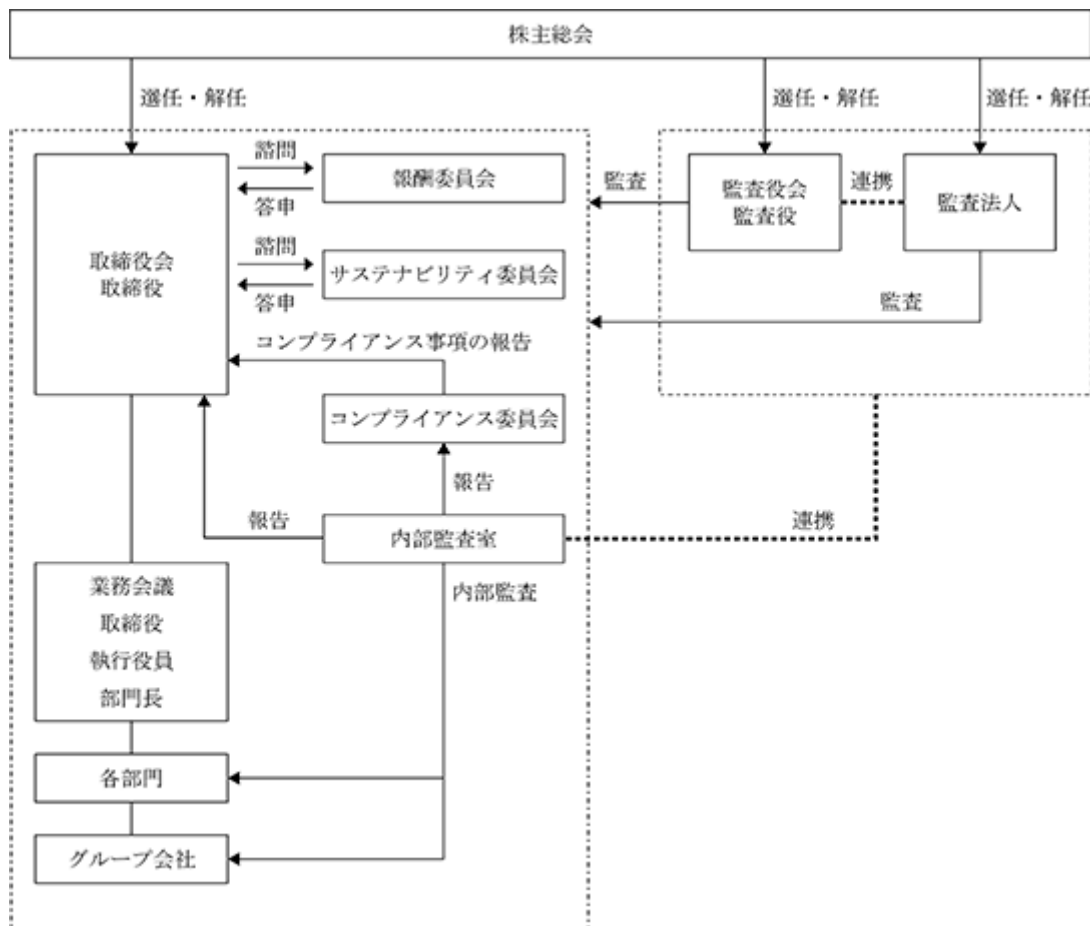 株主総会
選任・解任
選任・解任
選任・解任
諮問
報酬委員会
答申
取締役会
取締役
諮問
サステナビリティ委員会
答申
監査
監査役会
監査役
連携
監査法人
監査
コンプライアンス事項の報告
コンプライアンス委員会
報告
報告
内部監査室
連携
内部監査
業務会議
取締役
執行役員
部門長
各部門
グループ会社